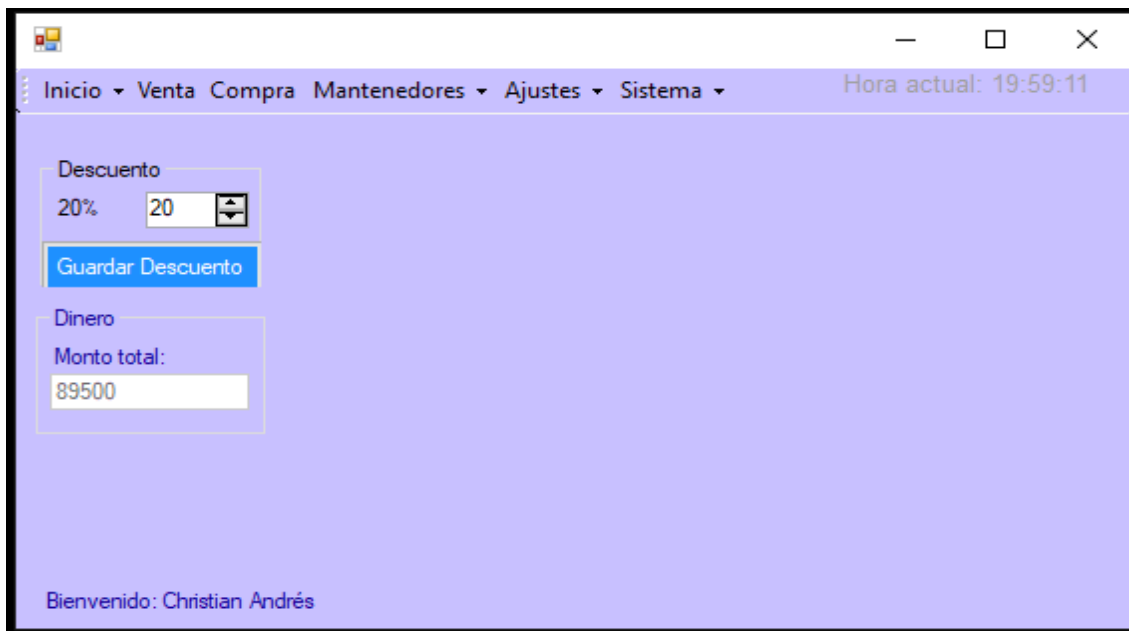 Inicio Venta Compra Mantenedores Ajustes Sistema Hora actual: 19:59:11
Descuento
20% 20
Guardar Descuento
Dinero
Monto total:
89500
Bienvenido: Christian Andrés